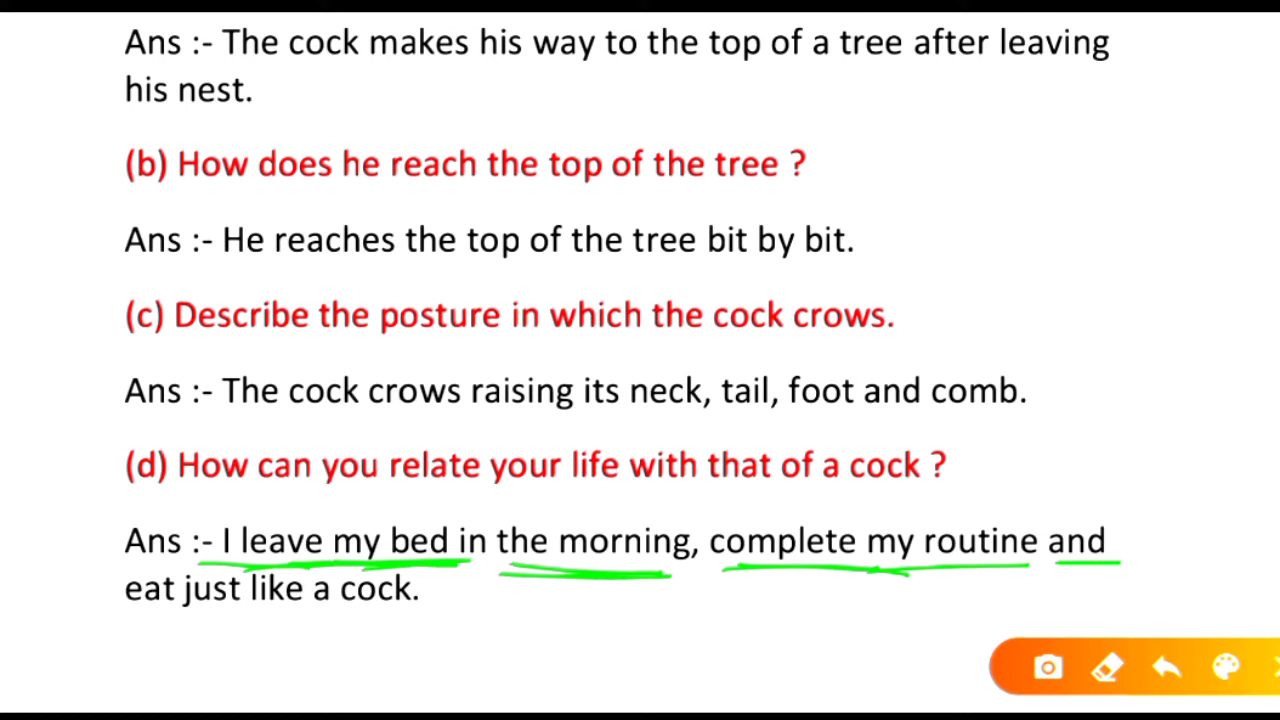 Ans :- The cock makes his way to the top of a tree after leaving
his nest.
(b) How does he reach the top of the tree ?
Ans :- He reaches the top of the tree bit by bit.
(c) Describe the posture in which the cock crows.
Ans :- The cock crows raising its neck, tail, foot and comb.
(d) How can you relate your life with that of a cock ?
Ans :- I leave my bed in the morning, complete my routine and
eat just like a cock.